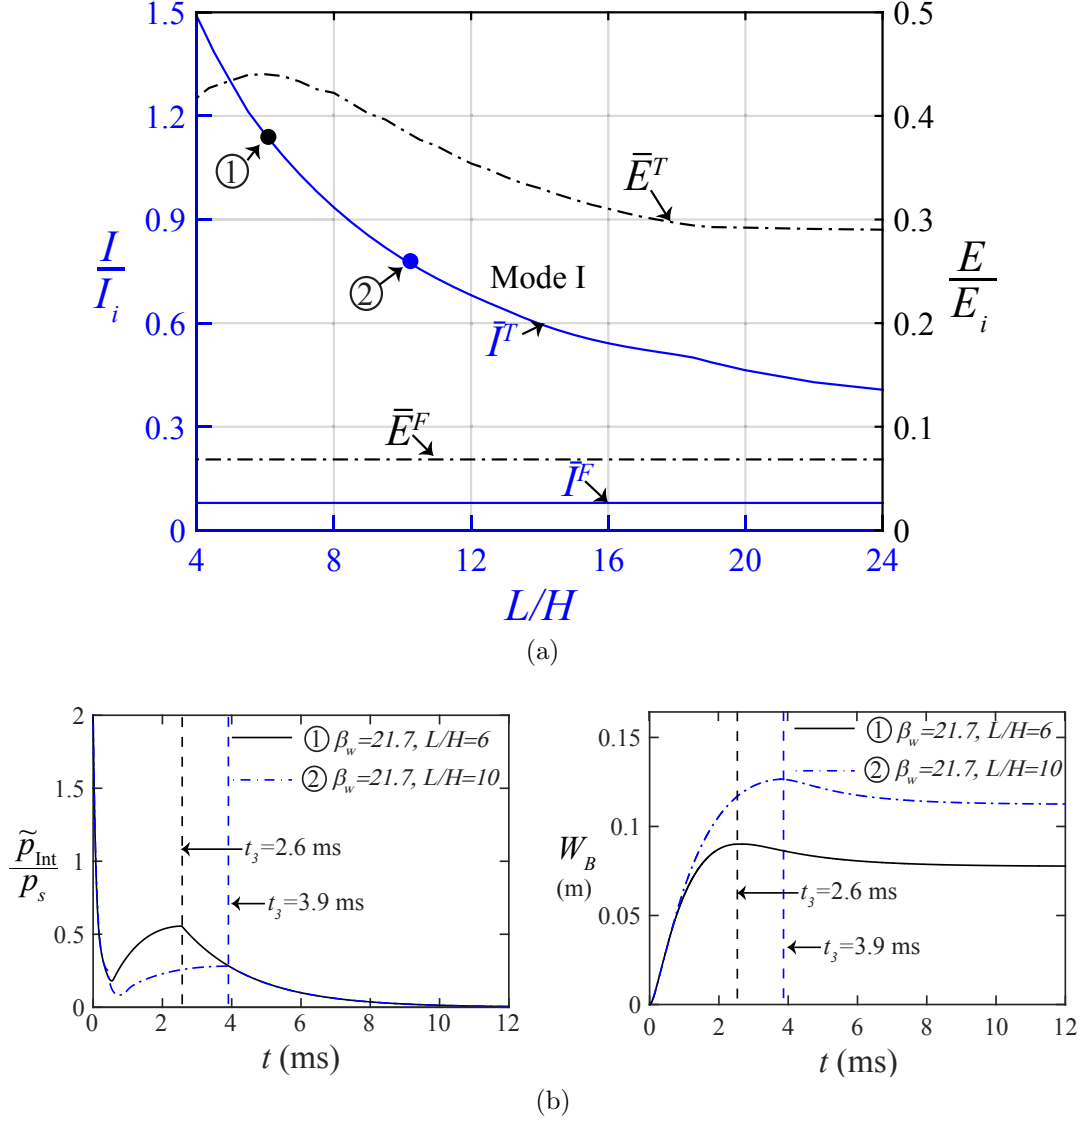 1.5
1.2
0.9
0.6
0.3
0
I
I_i
0.5
0.4
0.3
0.2
0.1
0
E
E_i
①
②
Mode I
Ē^T
Ī^T
Ē^F
Ī^F
4 8 12 16 20 24
L/H
(a)
2
1.5
1
0.5
0
p̃_Int
p_s
① β_w=21.7, L/H=6
② β_w=21.7, L/H=10
t_3=2.6 ms
t_3=3.9 ms
0 2 4 6 8 10 12
t (ms)
0.15
0.1
0.05
0
W_B
(m)
① β_w=21.7, L/H=6
② β_w=21.7, L/H=10
t_3=2.6 ms
t_3=3.9 ms
0 2 4 6 8 10 12
t (ms)
(b)